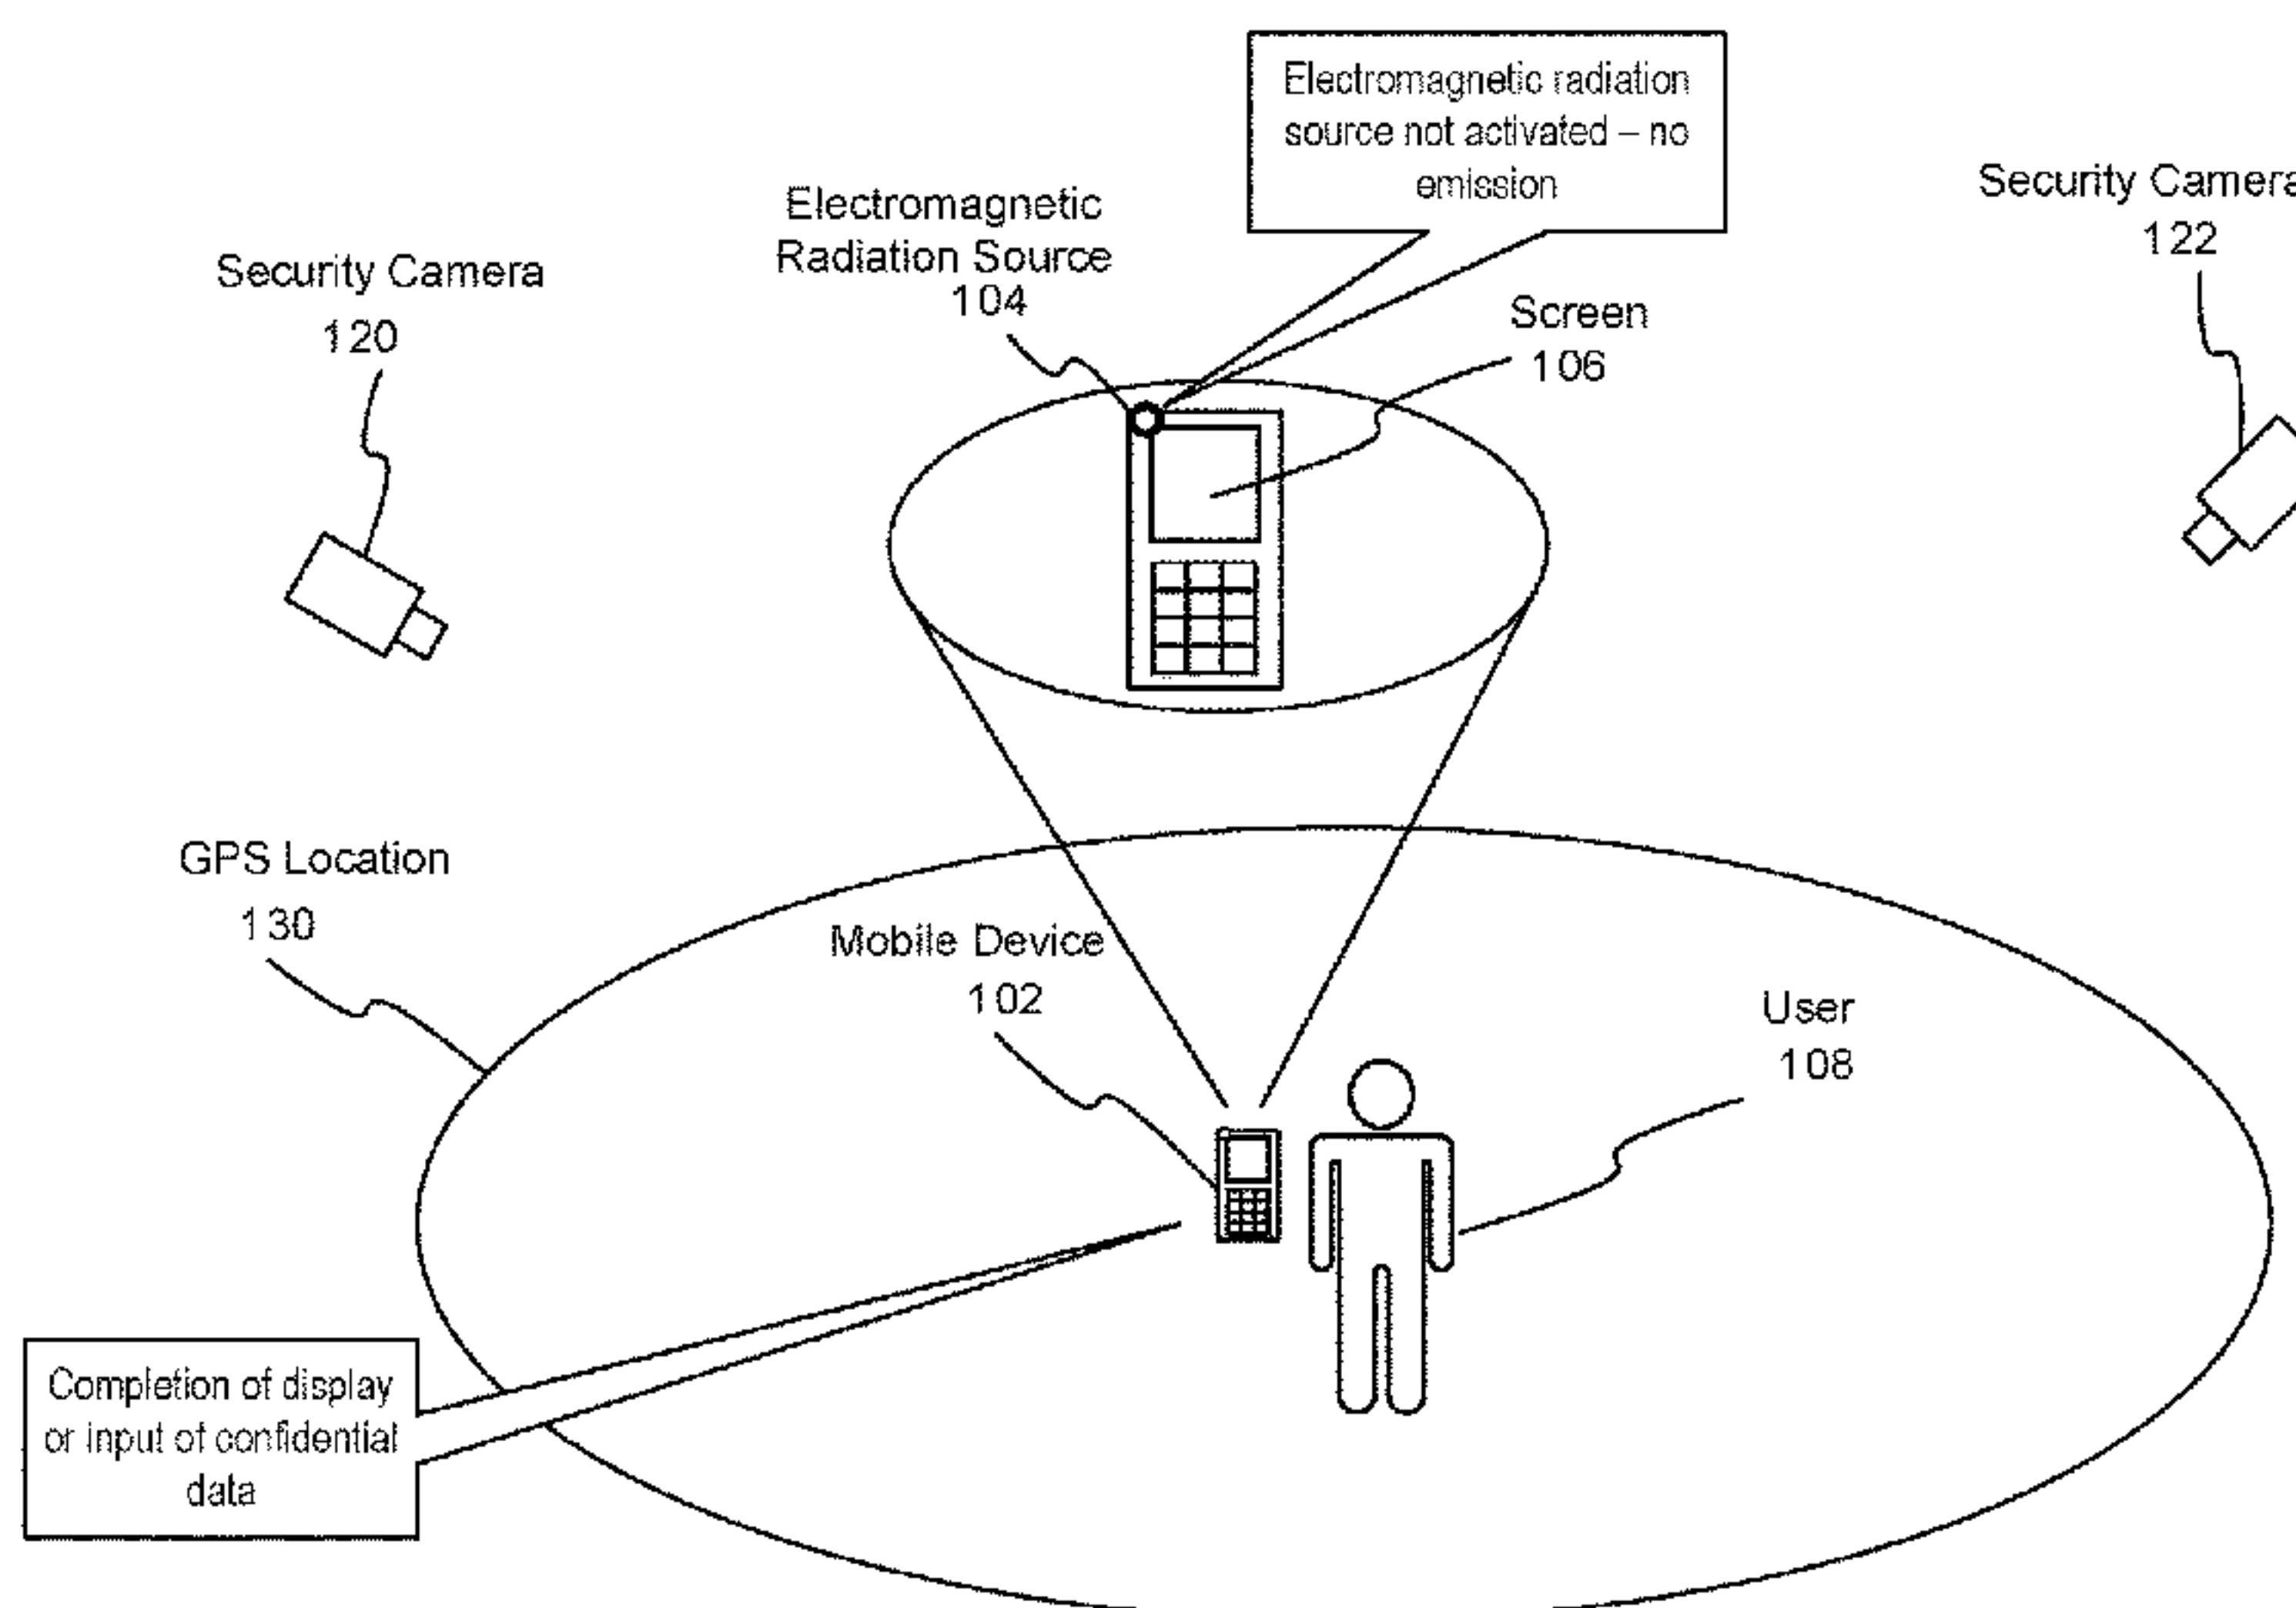 Electromagnetic radiation
source not activated – no
emission
Security Camera
122
Electromagnetic
Radiation Source
104
Security Camera
120
Screen
106
GPS Location
130
Mobile Device
102
User
108
Completion of display
or input of confidential
data